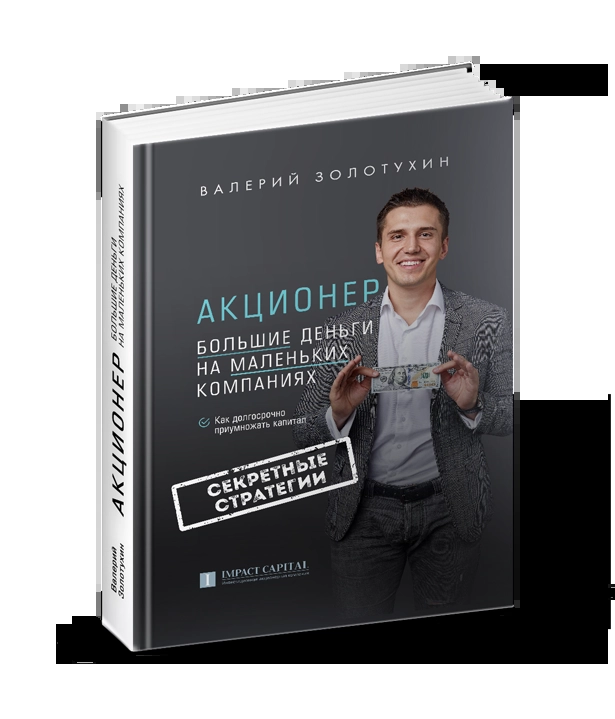 ВАЛЕРИЙ ЗОЛОТУХИН
АКЦИОНЕР
БОЛЬШИЕ ДЕНЬГИ
НА МАЛЕНЬКИХ
КОМПАНИЯХ
Как долгосрочно
приумножать капитал
СЕКРЕТНЫЕ
СТРАТЕГИИ
I IMPACT CAPITAL
Валерий
Золотухин
АКЦИОНЕР
БОЛЬШИЕ ДЕНЬГИ
НА МАЛЕНЬКИХ КОМПАНИЯХ